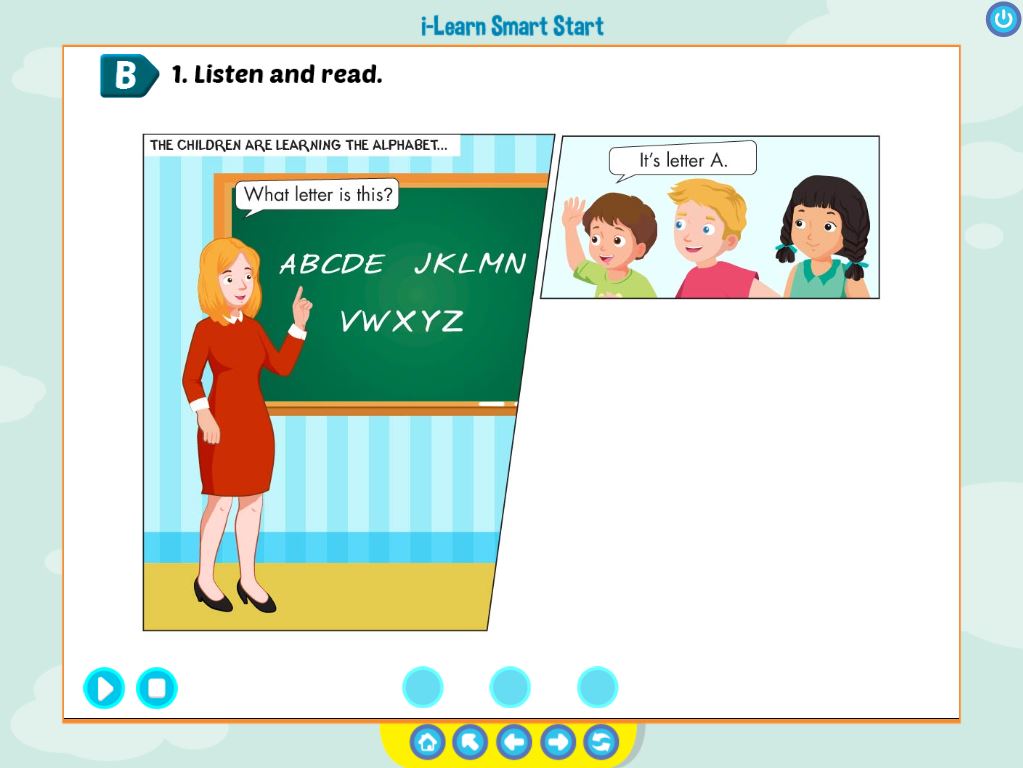 i-Learn Smart Start
B 1. Listen and read.
THE CHILDREN ARE LEARNING THE ALPHABET...
What letter is this?
ABCDE JKLMN
VWXYZ
It's letter A.